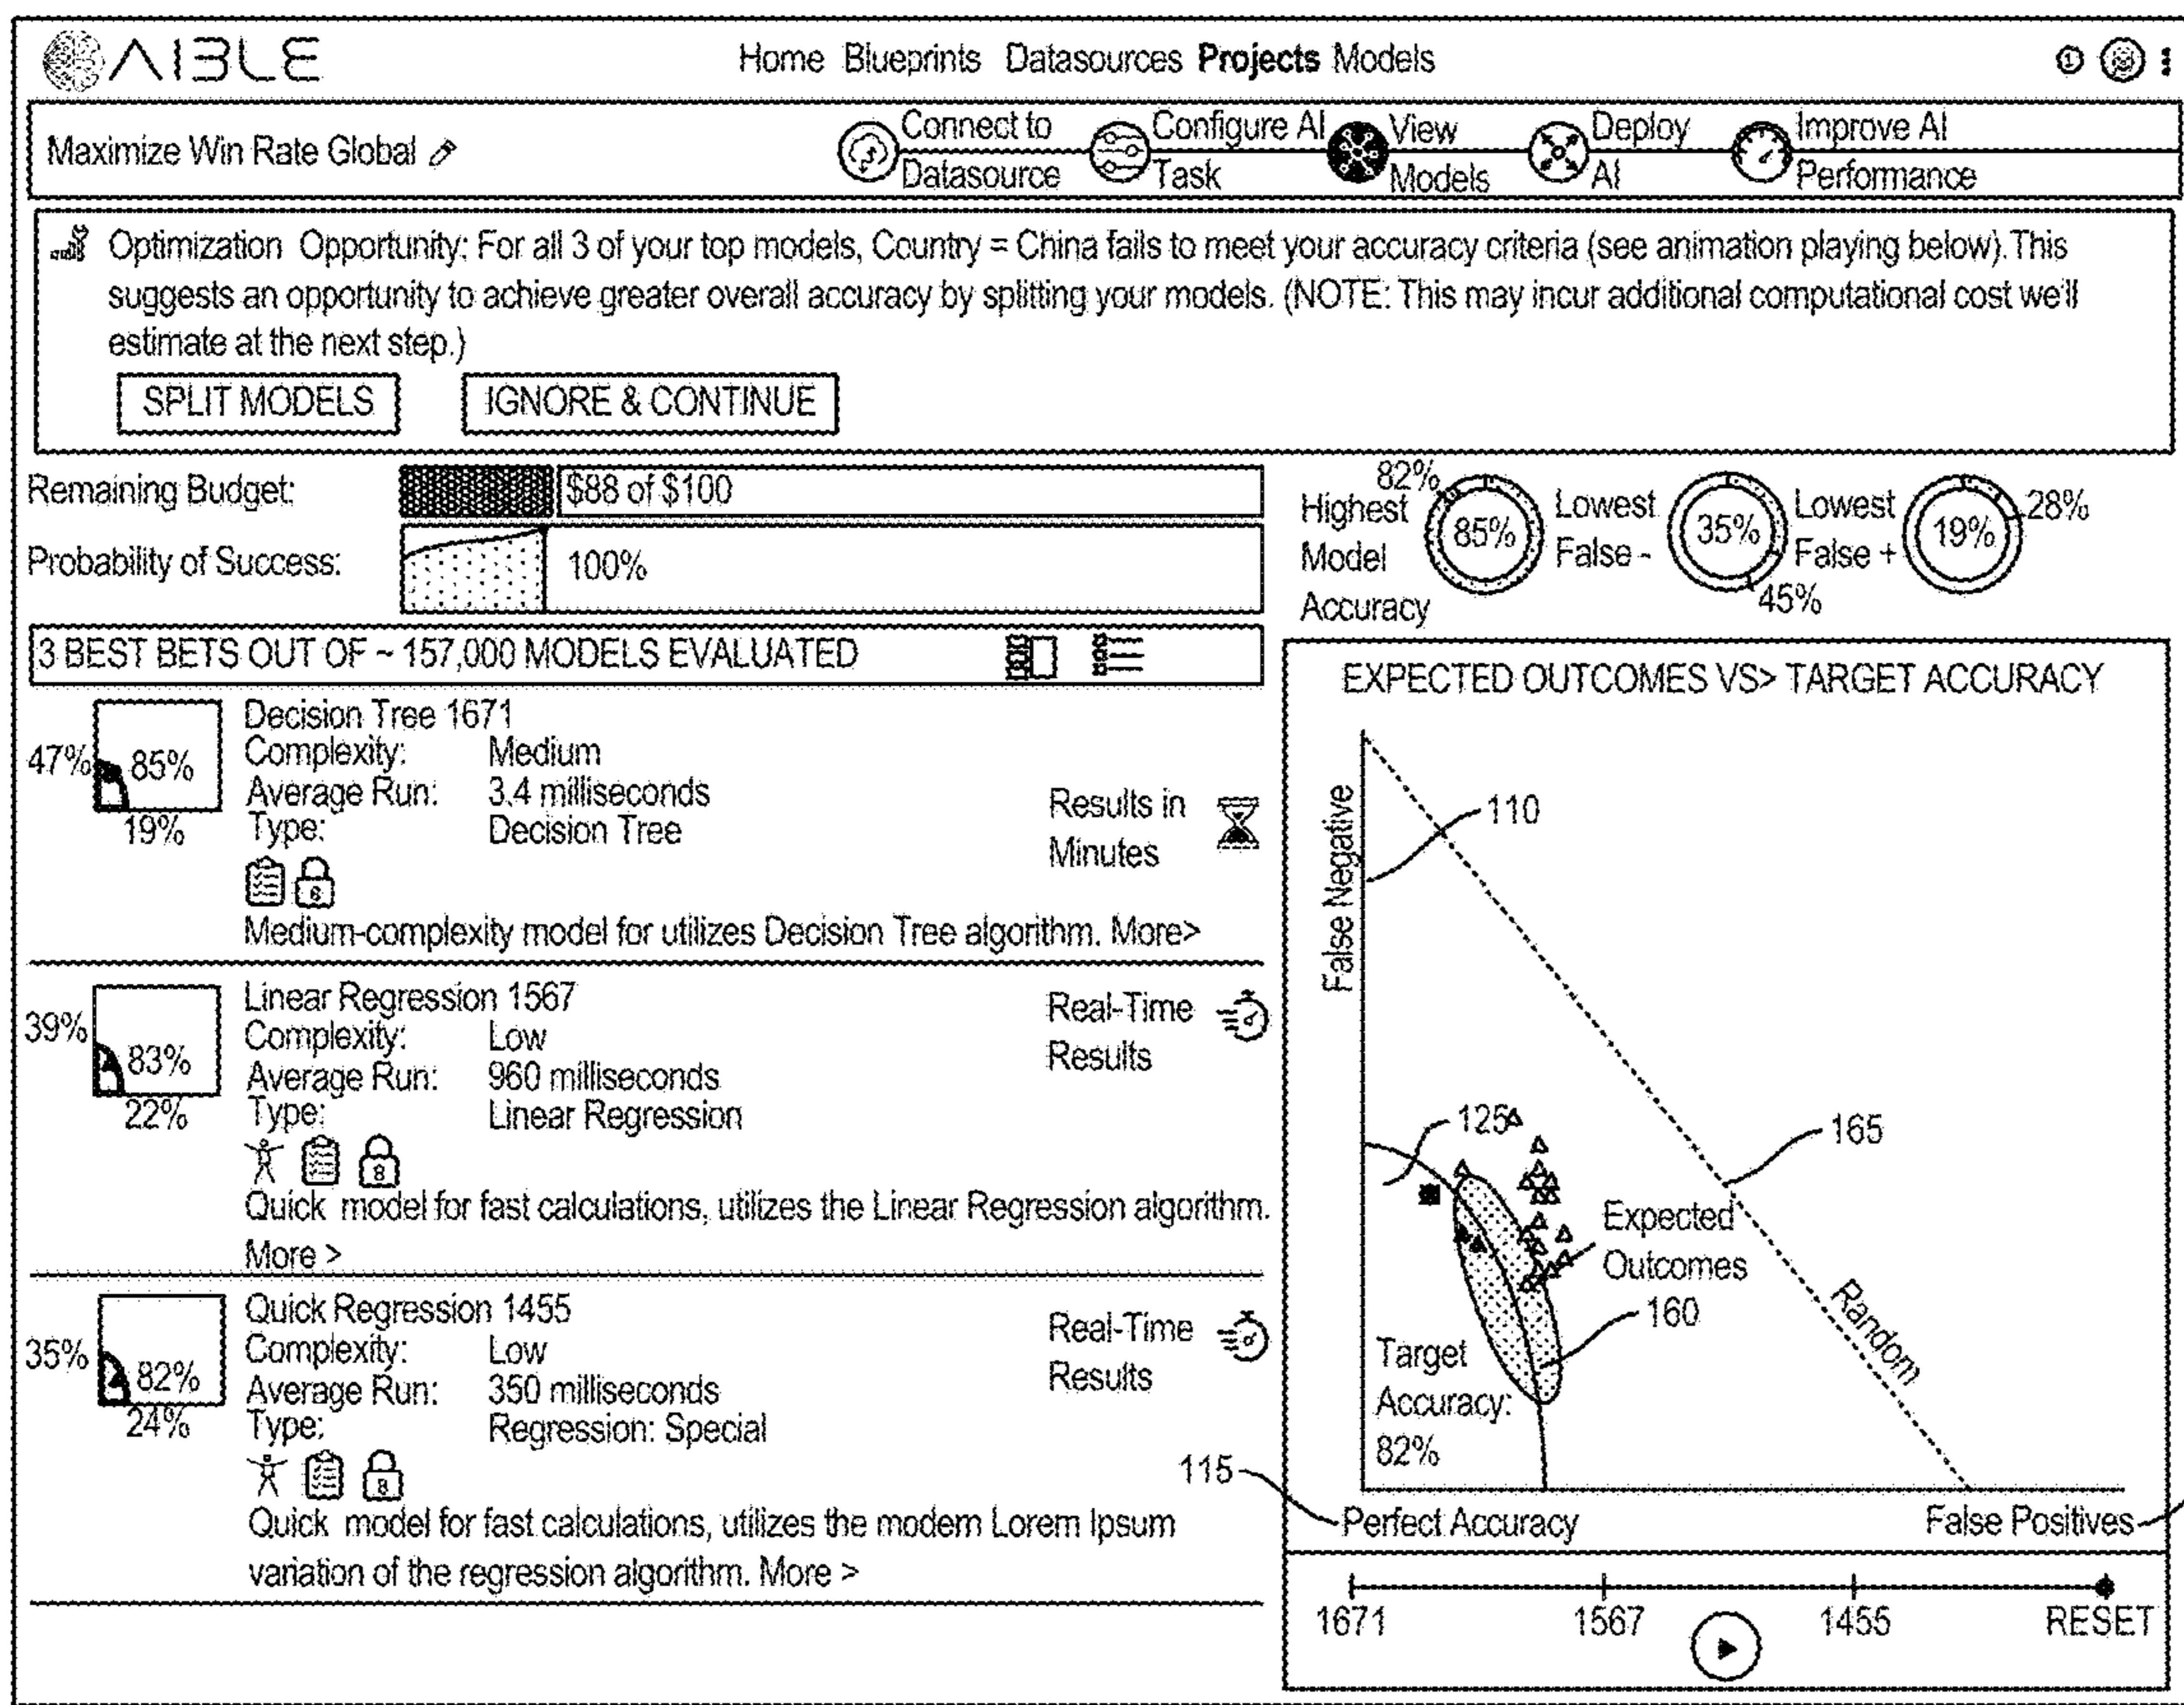 AIBLE
Home Blueprints Datasources Projects Models
Maximize Win Rate Global
Connect to
Datasource
Configure AI
Task
View
Models
Deploy
AI
Improve AI
Performance
Optimization Opportunity: For all 3 of your top models, Country = China fails to meet your accuracy criteria (see animation playing below). This
suggests an opportunity to achieve greater overall accuracy by splitting your models. (NOTE: This may incur additional computational cost we'll
estimate at the next step.)
SPLIT MODELS
IGNORE & CONTINUE
Remaining Budget:
$88 of $100
Probability of Success:
100%
82%
Highest
Model
Accuracy
85%
Lowest
False -
35%
45%
Lowest
False +
19%
28%
3 BEST BETS OUT OF ~ 157,000 MODELS EVALUATED
47%
85%
19%
Decision Tree 1671
Complexity: Medium
Average Run: 3.4 milliseconds
Type: Decision Tree
Results in
Minutes
8
Medium-complexity model for utilizes Decision Tree algorithm. More>
39%
83%
22%
Linear Regression 1567
Complexity: Low
Average Run: 960 milliseconds
Type: Linear Regression
Real-Time
Results
8
Quick model for fast calculations, utilizes the Linear Regression algorithm.
More >
35%
82%
24%
Quick Regression 1455
Complexity: Low
Average Run: 350 milliseconds
Type: Regression: Special
Real-Time
Results
8
Quick model for fast calculations, utilizes the modern Lorem Ipsum
variation of the regression algorithm. More >
EXPECTED OUTCOMES VS> TARGET ACCURACY
False Negative
110
125
165
Expected
Outcomes
160
Random
Target
Accuracy:
82%
115
Perfect Accuracy
False Positives
1671
1567
1455
RESET